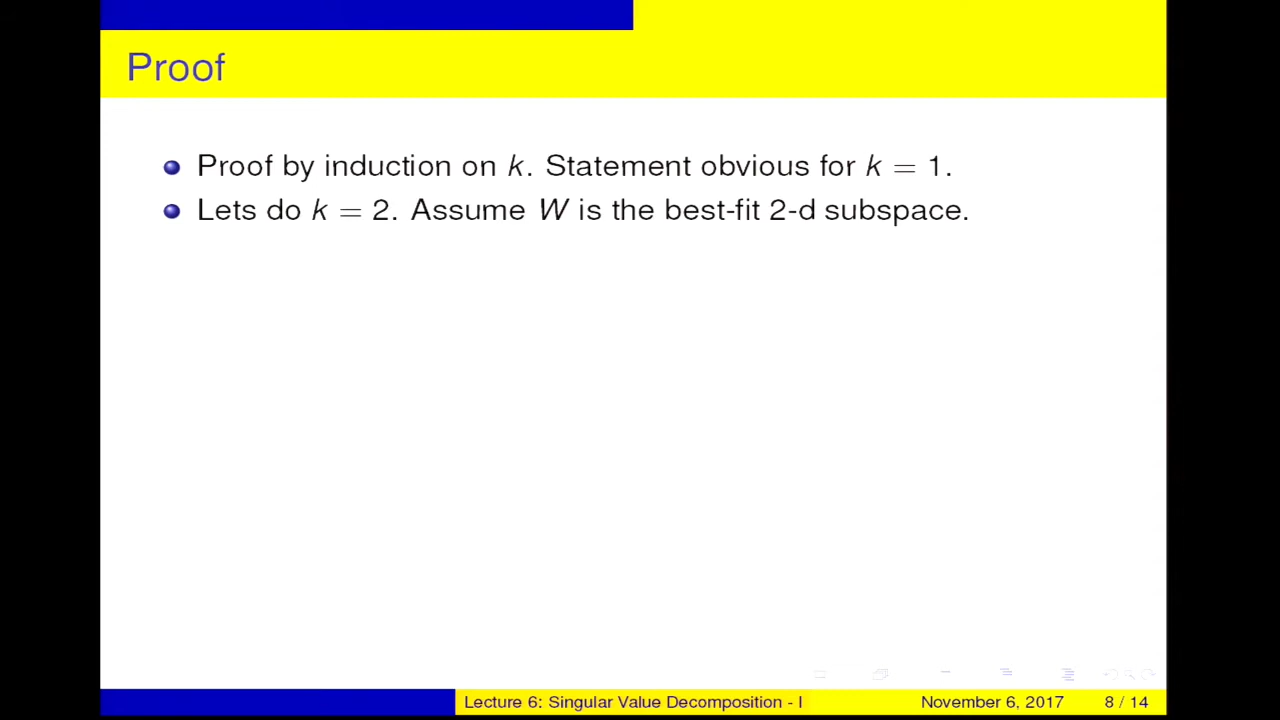 Proof
Proof by induction on k. Statement obvious for k = 1.
Lets do k = 2. Assume W is the best-fit 2-d subspace.
Lecture 6: Singular Value Decomposition - I November 6, 2017 8 / 14